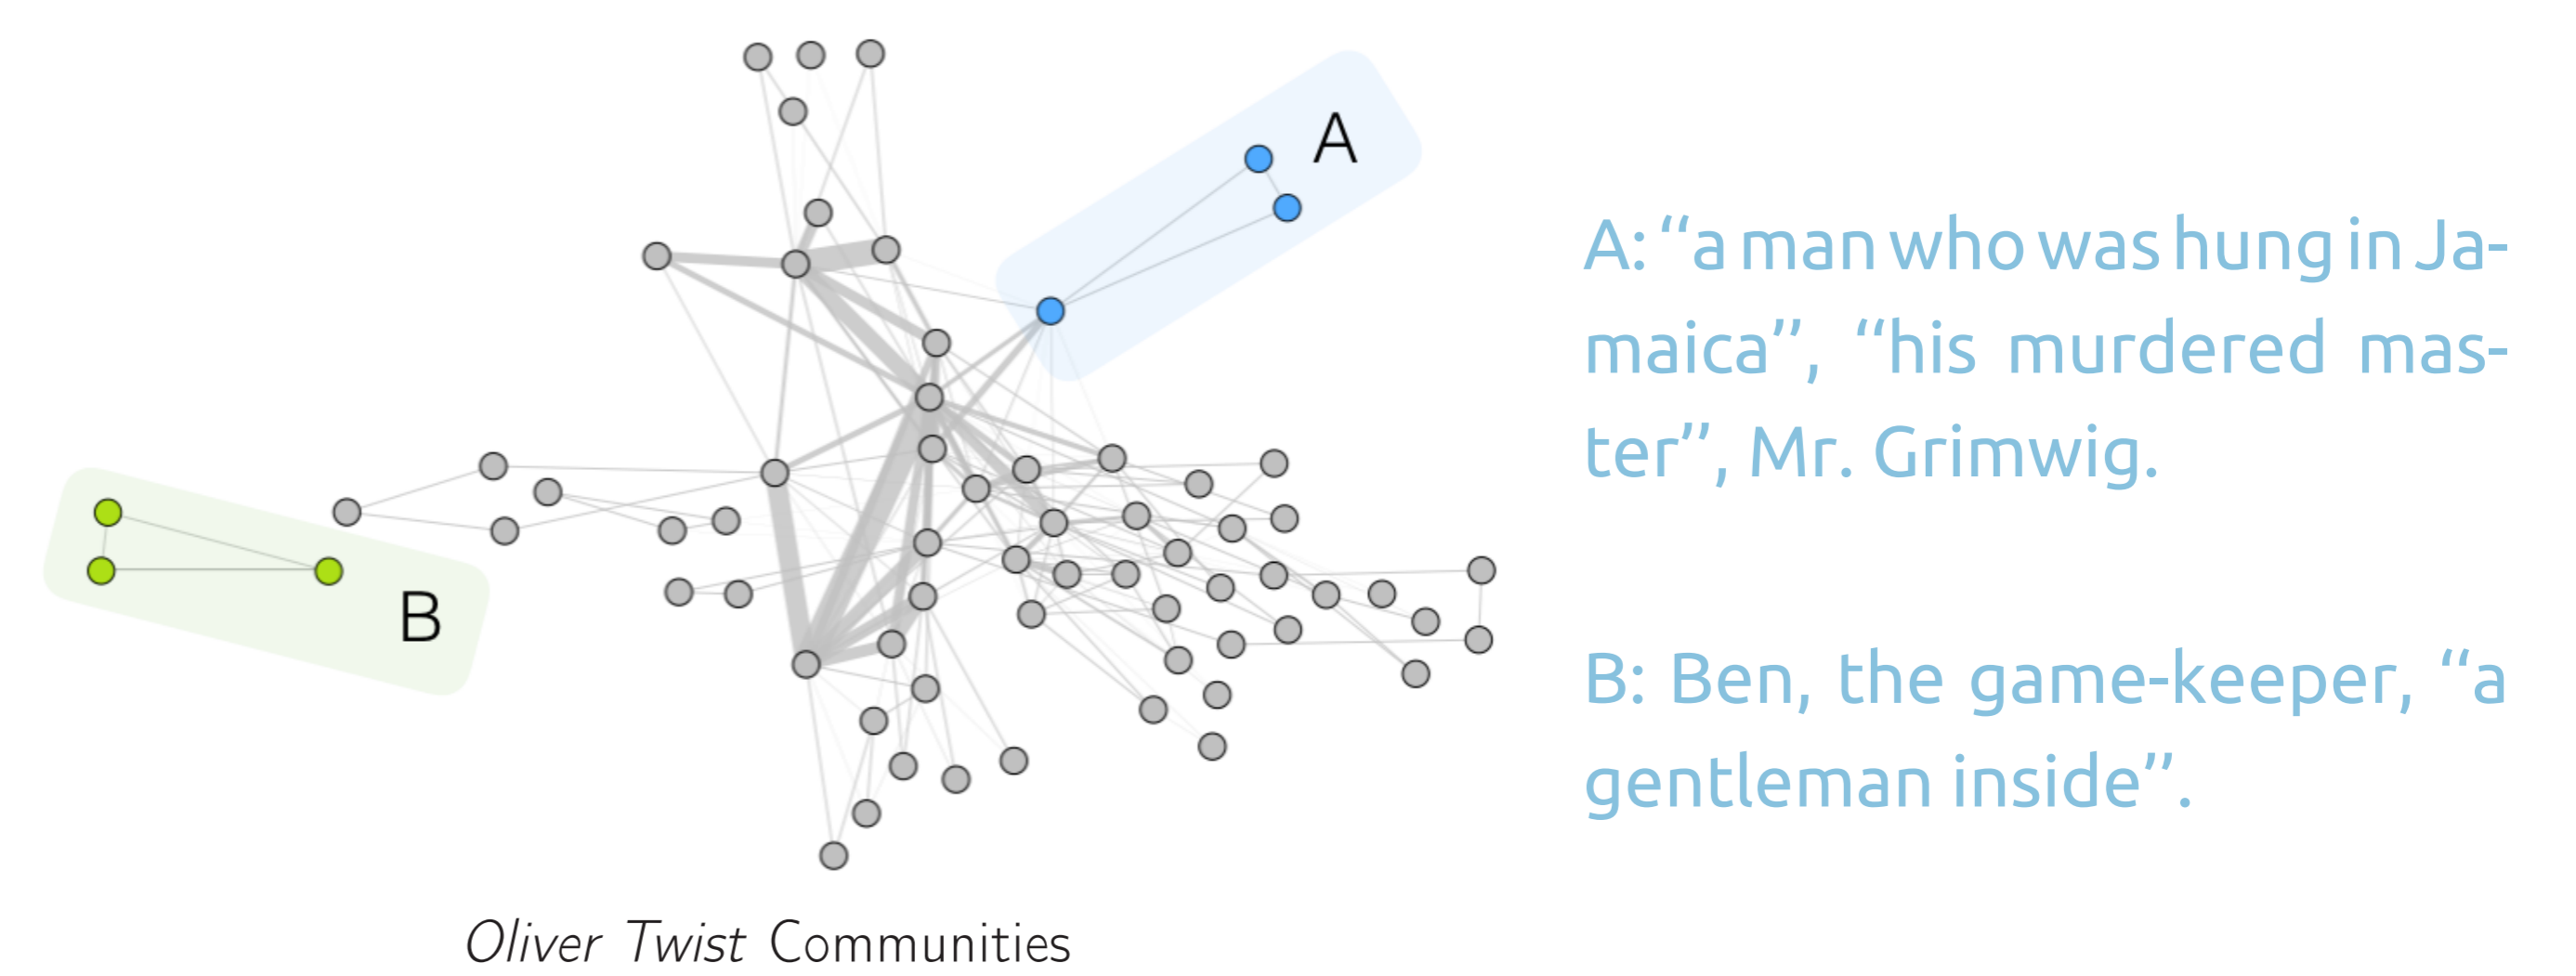 A
B
Oliver Twist Communities
A: “a man who was hung in Ja-
maica”, “his murdered mas-
ter”, Mr. Grimwig.
B: Ben, the game-keeper, “a
gentleman inside”.